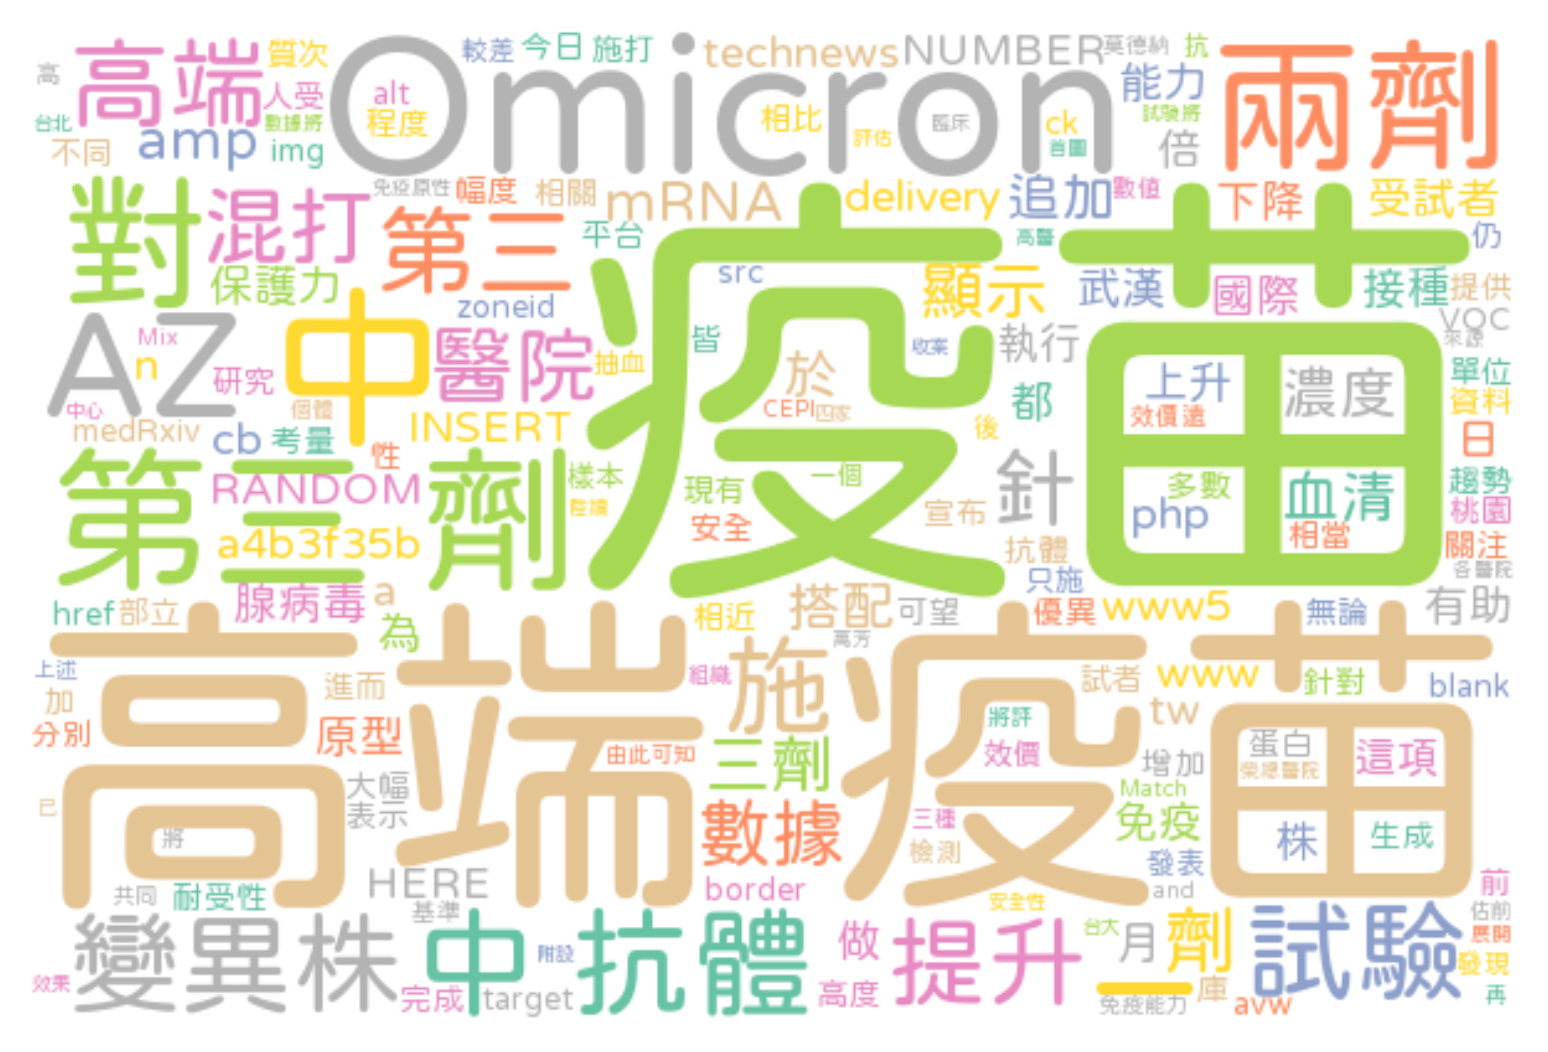 高
高端
質次
較差
今日
施打
technews
NUMBER
莫德納
抗
兩劑
Omicron
alt
人受
程度
台北
數據將
amp
img
不同
相比
評估
臨床
ck
首圖
能力
試驗將
倍
對
混打
免疫原性
幅度
相關
mRNA
delivery
追加
數值
下降
受試者
第三
平台
高醫
仍
保護力
zoneid
疫苗
src
顯示
武漢
國際
接種
提供
VOC
來源
AZ
Mix
n
研究
中
醫院
抽血
皆
收案
執行
於
CEPI
四家
都
上升
濃度
單位
資料
效價遠
中心
個體
medRxiv
cb
考量
INSERT
性
後
日
第三劑
RANDOM
樣本
陸續
現有
一個
安全
宣布
針
多數
血清
php
相當
趨勢
桃園
關注
各醫院
a4b3f35b
抗體
只施
href
部立
腺病毒
a
為
相近
搭配
可望
優異
www5
無論
有助
萬芳
上述
加
分別
進而
原型
高端疫苗
組織
施
試者
www
針對
blank
tw
將評
效價
由此可知
三劑
增加
蛋白
榮總醫院
這項
大幅
表示
Match
已
將
數據
三種
檢測
免疫
株
生成
發表
and
HERE
border
共同
耐受性
基準
安全性
前
變異株
中
附設
抗體
做
提升
台大
月
一
劑
試驗
估前
展開
發現
再
效果
完成
target
高度
免疫能力
庫
avw